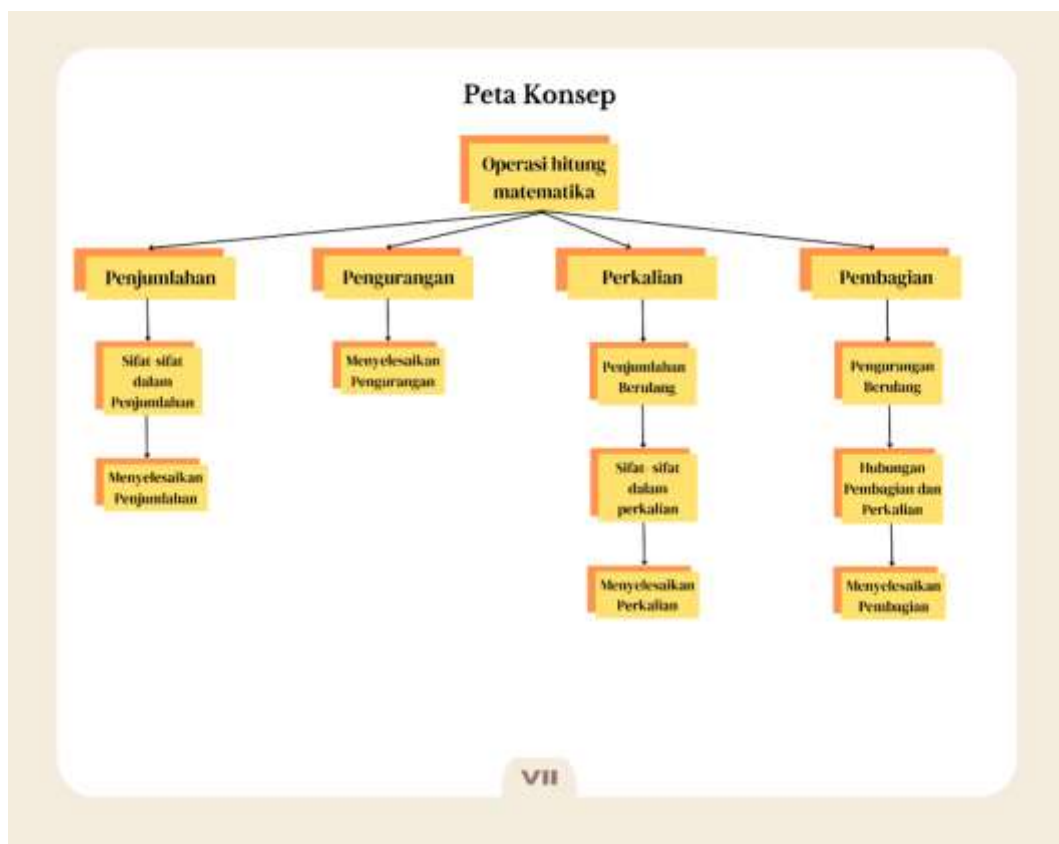 Peta Konsep
Operasi hitung
matematika
Penjumlahan
Pengurangan
Perkalian
Pembagian
Sifat-sifat
dalam
Penjumlahan
Menyelesaikan
Penjumlahan
Menyelesaikan
Pengurangan
Penjumlahan
Berulang
Sifat-sifat
dalam
perkalian
Menyelesaikan
Perkalian
Pengurangan
Berulang
Hubungan
Pembagian dan
Perkalian
Menyelesaikan
Pembagian
VII